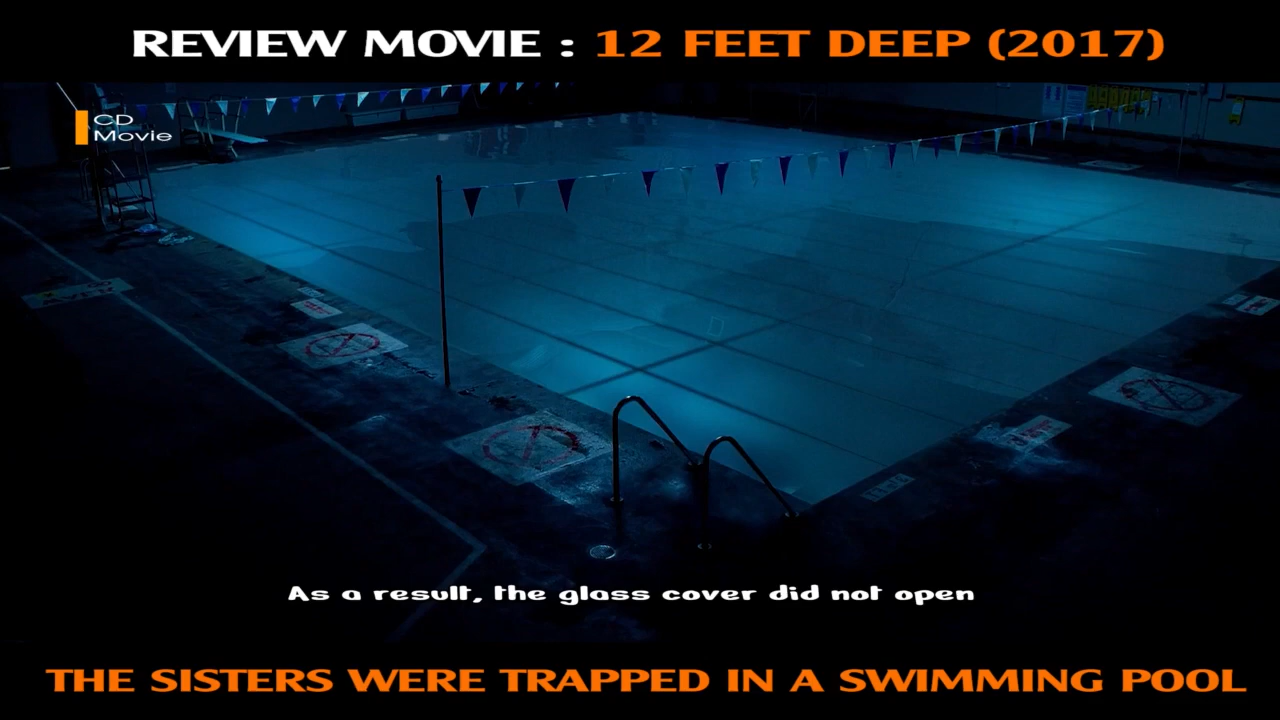 REVIEW MOVIE : 12 FEET DEEP (2017)
CD
Movie
As a result, the glass cover did not open
THE SISTERS WERE TRAPPED IN A SWIMMING POOL